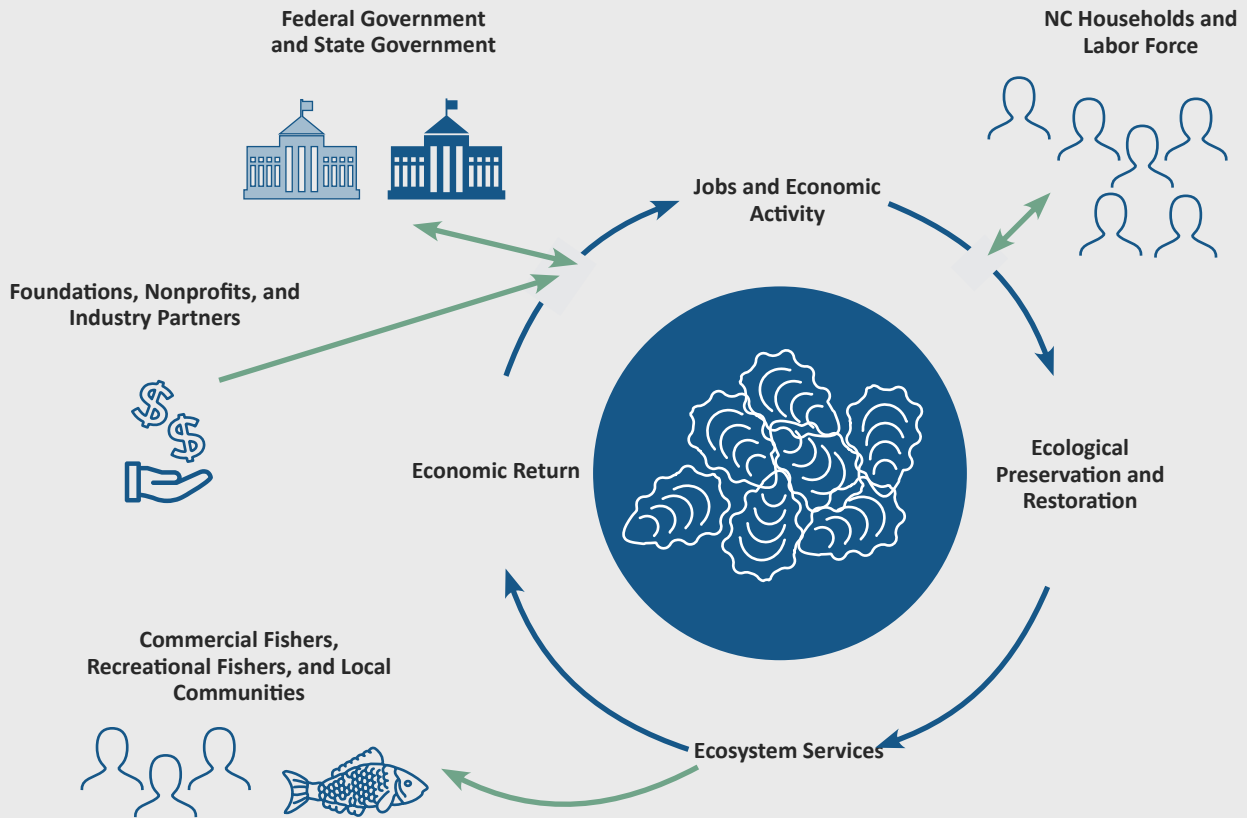 Federal Government
and State Government
NC Households and
Labor Force
Jobs and Economic
Activity
Foundations, Nonprofits, and
Industry Partners
$
$
Economic Return
Ecological
Preservation and
Restoration
Commercial Fishers,
Recreational Fishers, and Local
Communities
Ecosystem Services